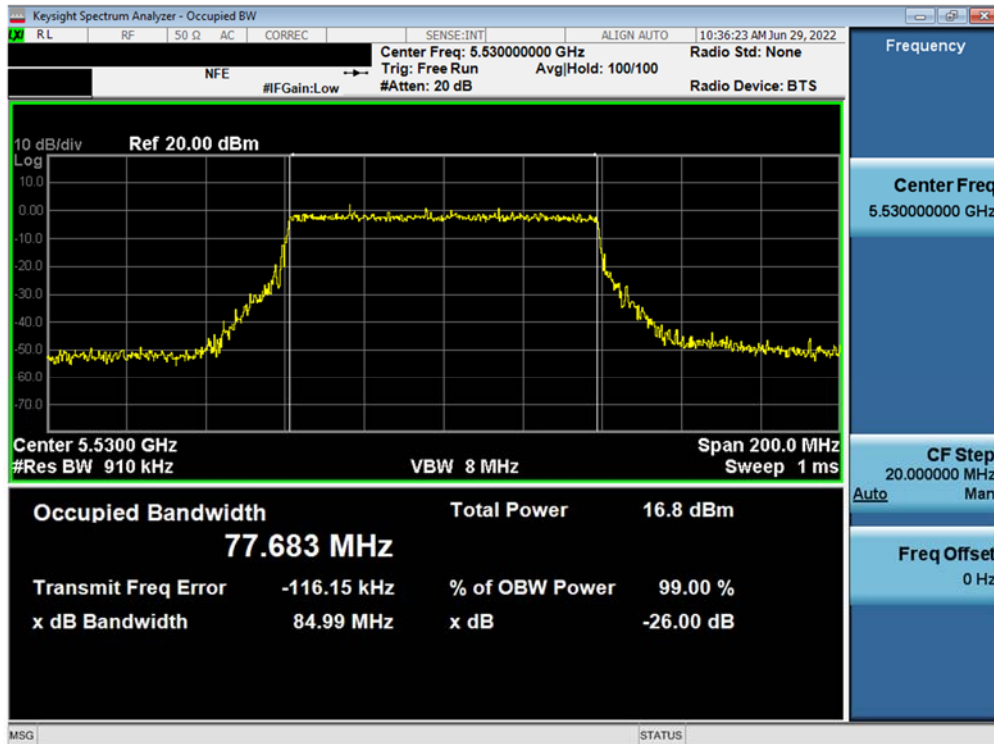 Keysight Spectrum Analyzer - Occupied BW
LXI RL RF 50 Ω AC CORREC SENSE:INT ALIGN AUTO 10:36:23 AM Jun 29, 2022
Center Freq: 5.530000000 GHz Radio Std: None
NFE Trig: Free Run Avg|Hold: 100/100
#IFGain:Low #Atten: 20 dB Radio Device: BTS
10 dB/div Ref 20.00 dBm
Log
10.0
0.00
-10.0
-20.0
-30.0
-40.0
-50.0
-60.0
-70.0
Center 5.5300 GHz Span 200.0 MHz
#Res BW 910 kHz VBW 8 MHz Sweep 1 ms
Occupied Bandwidth Total Power 16.8 dBm
77.683 MHz
Transmit Freq Error -116.15 kHz % of OBW Power 99.00 %
x dB Bandwidth 84.99 MHz x dB -26.00 dB
Frequency
Center Freq
5.530000000 GHz
CF Step
20.000000 MHz
Auto Man
Freq Offset
0 Hz
MSG STATUS